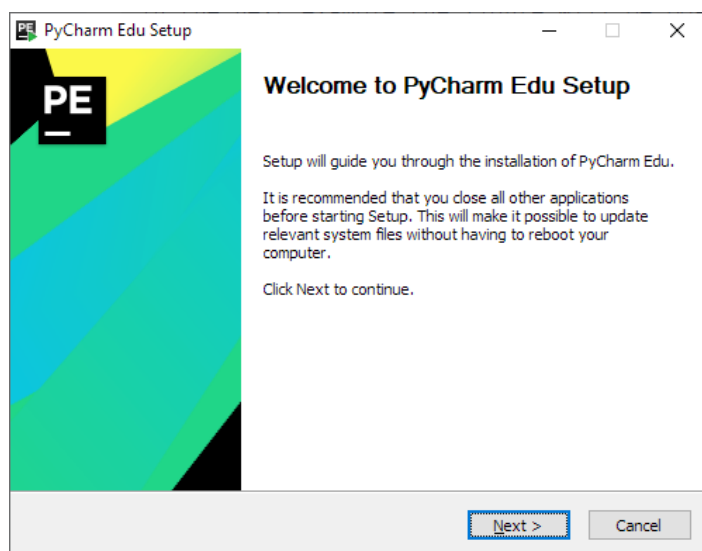 PyCharm Edu Setup
PE
Welcome to PyCharm Edu Setup
Setup will guide you through the installation of PyCharm Edu.
It is recommended that you close all other applications
before starting Setup. This will make it possible to update
relevant system files without having to reboot your
computer.
Click Next to continue.
Next >
Cancel